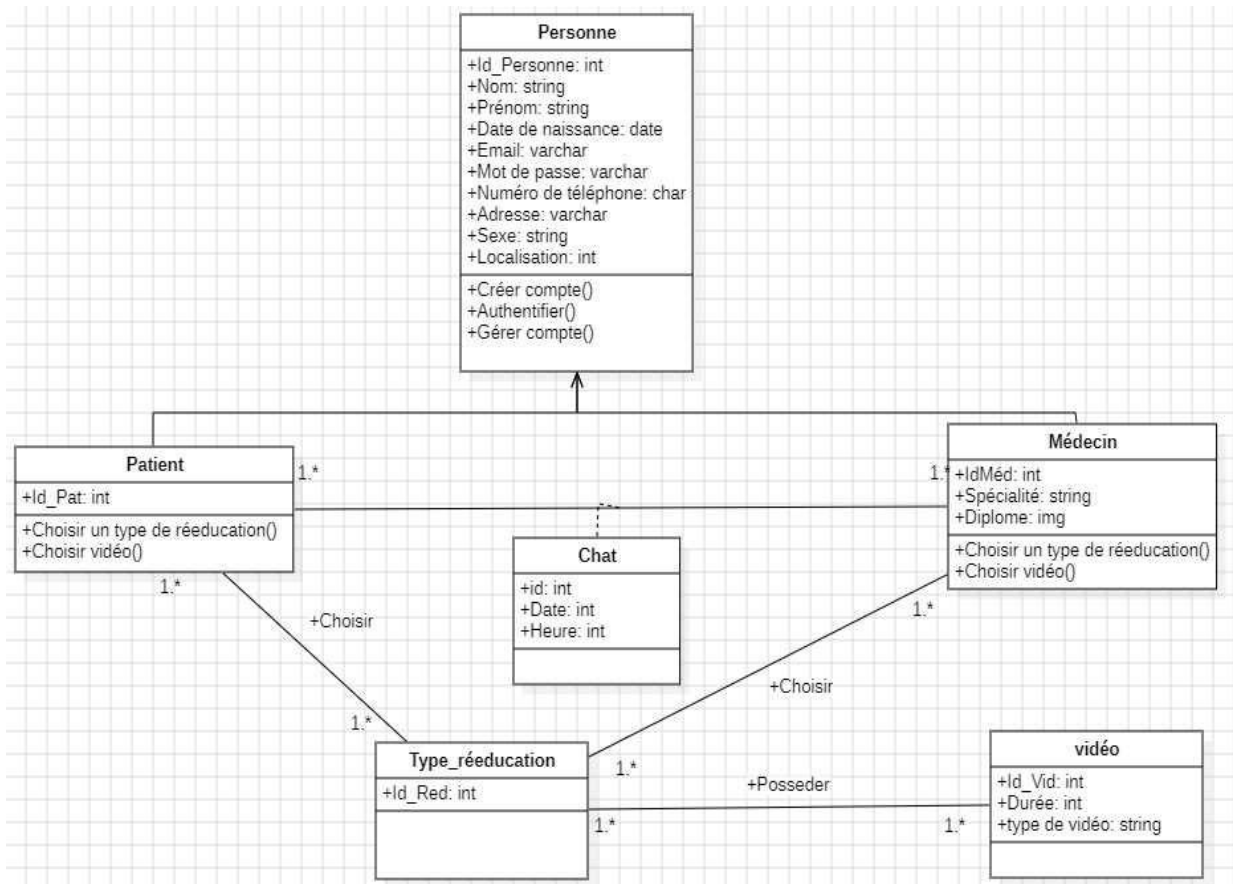 Personne
+Id_Personne: int
+Nom: string
+Prénom: string
+Date de naissance: date
+Email: varchar
+Mot de passe: varchar
+Numéro de téléphone: char
+Adresse: varchar
+Sexe: string
+Localisation: int
+Créer compte()
+Authentifier()
+Gérer compte()
Patient
+Id_Pat: int
+Choisir un type de réeducation()
+Choisir vidéo()
1.*
1.*
Médecin
+IdMéd: int
+Spécialité: string
+Diplome: img
+Choisir un type de réeducation()
+Choisir vidéo()
Chat
+id: int
+Date: int
+Heure: int
1.*
+Choisir
1.*
1.*
+Choisir
1.*
Type_réeducation
+Id_Red: int
1.*
+Posseder
1.*
vidéo
+Id_Vid: int
+Durée: int
+type de vidéo: string